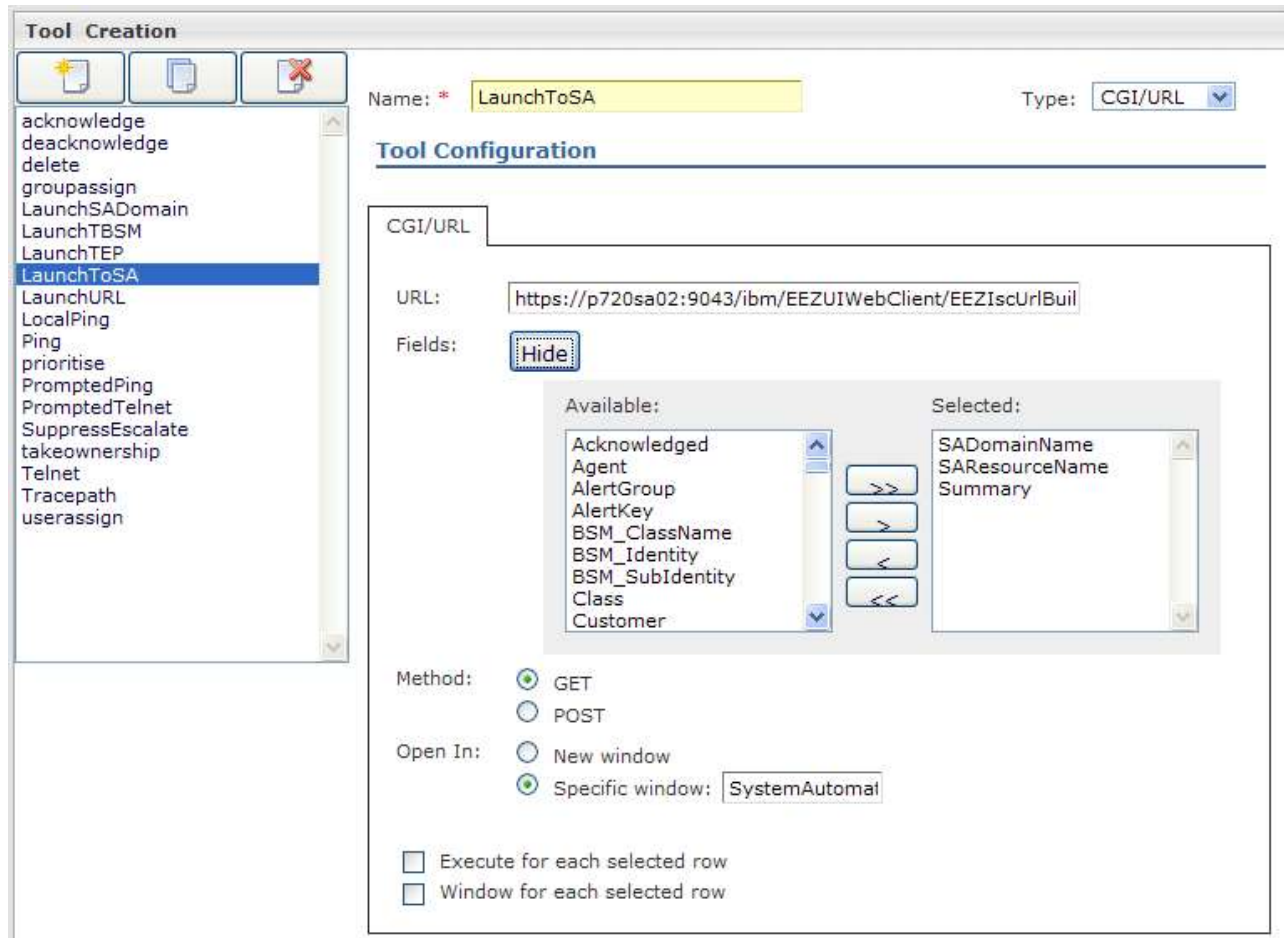 Tool Creation
Name: * LaunchToSA Type: CGI/URL
acknowledge
deacknowledge
delete
groupassign
LaunchSADomain
LaunchTBSM
LaunchTEP
LaunchToSA
LaunchURL
LocalPing
Ping
prioritise
PromptedPing
PromptedTelnet
SuppressEscalate
takeownership
Telnet
Tracepath
userassign
Tool Configuration
CGI/URL
URL: https://p720sa02:9043/ibm/EEZUIWebClient/EEZIscUrlBuil
Fields: Hide
Available: Selected:
Acknowledged
Agent
AlertGroup
AlertKey
BSM_ClassName
BSM_Identity
BSM_SubIdentity
Class
Customer
>>
>
<
<<
SADomainName
SAResourceName
Summary
Method: GET
POST
Open In: New window
Specific window: SystemAutomat
Execute for each selected row
Window for each selected row